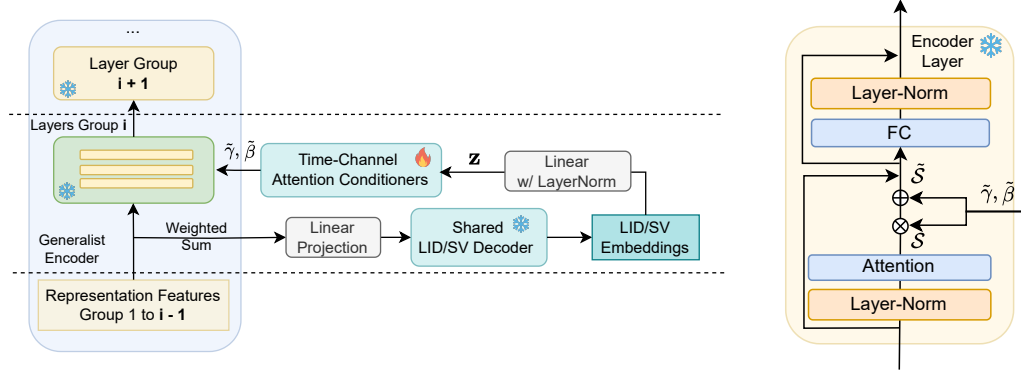 ...
Layer Group
i + 1
Layers Group i
γ̃, β̃
Time-Channel
Attention Conditioners
z
Linear
w/ LayerNorm
Generalist
Encoder
Weighted
Sum
Linear
Projection
Shared
LID/SV Decoder
LID/SV
Embeddings
Representation Features
Group 1 to i - 1
Encoder
Layer
Layer-Norm
FC
S̃
γ̃, β̃
S
Attention
Layer-Norm